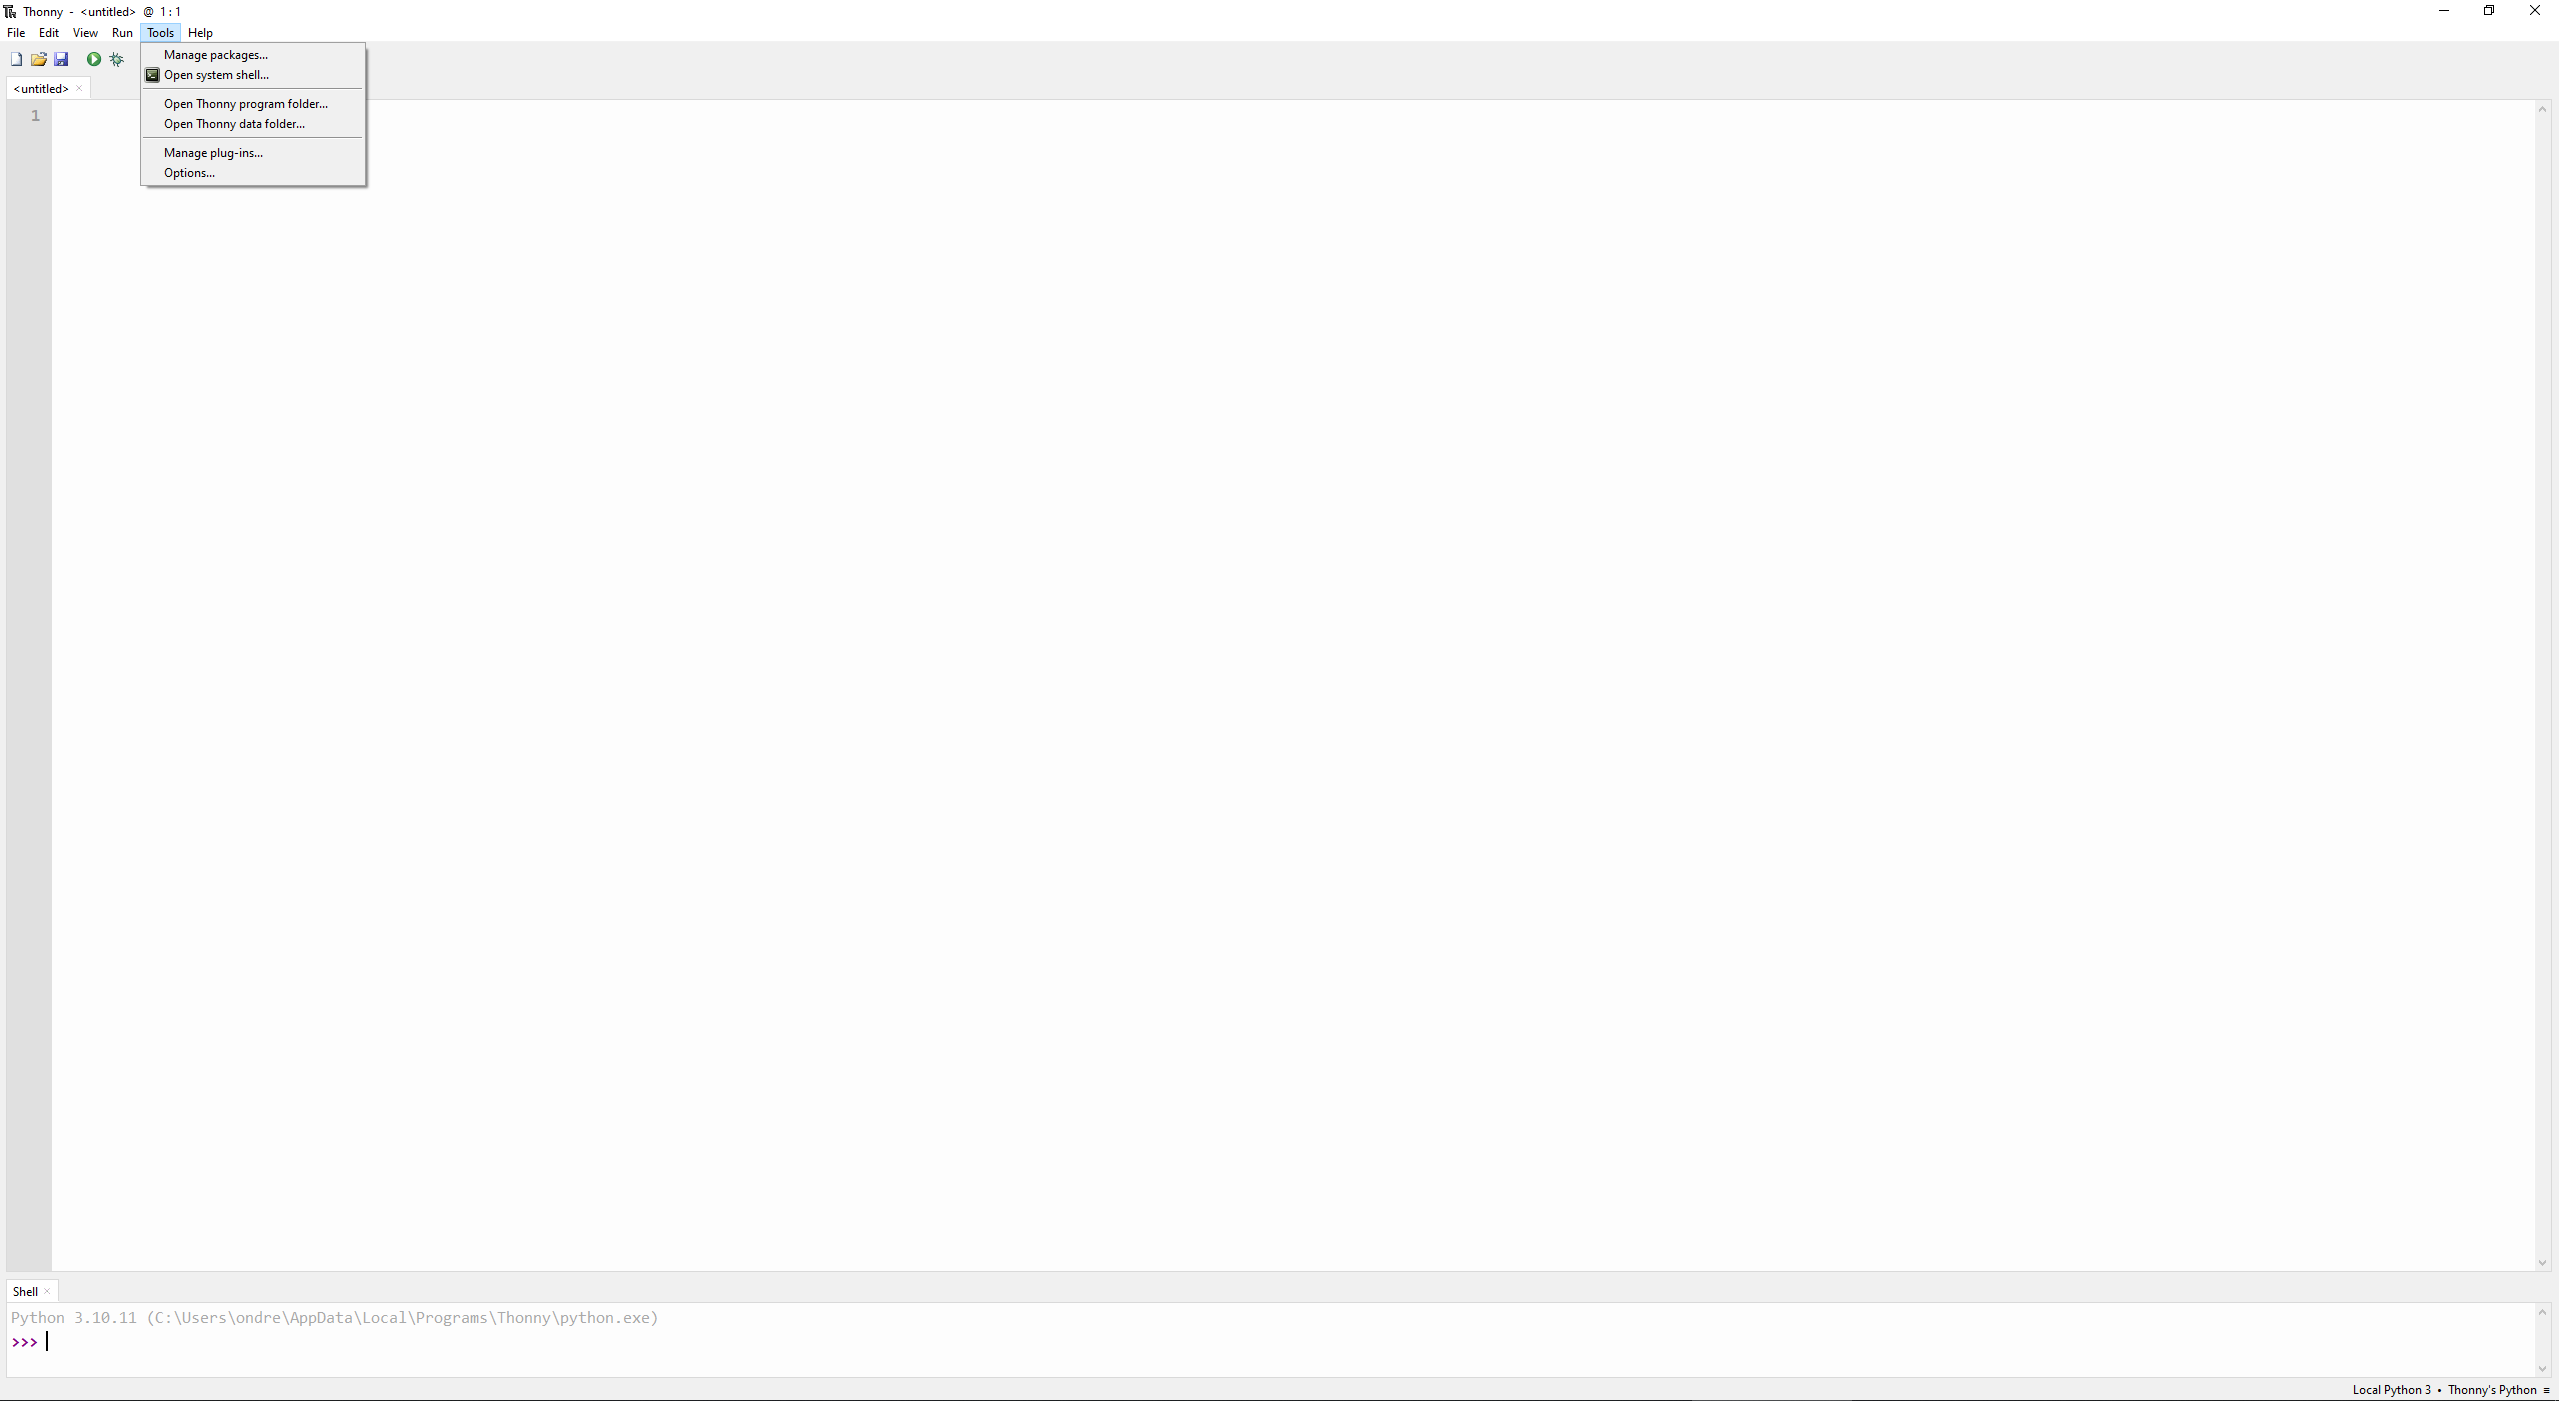 Thonny - <untitled> @ 1:1
File Edit View Run Tools Help
Manage packages...
Open system shell...
<untitled> ×
Open Thonny program folder...
1
Open Thonny data folder...
Manage plug-ins...
Options...
Shell ×
Python 3.10.11 (C:\Users\ondre\AppData\Local\Programs\Thonny\python.exe)
>>>
Local Python 3 • Thonny's Python ≡